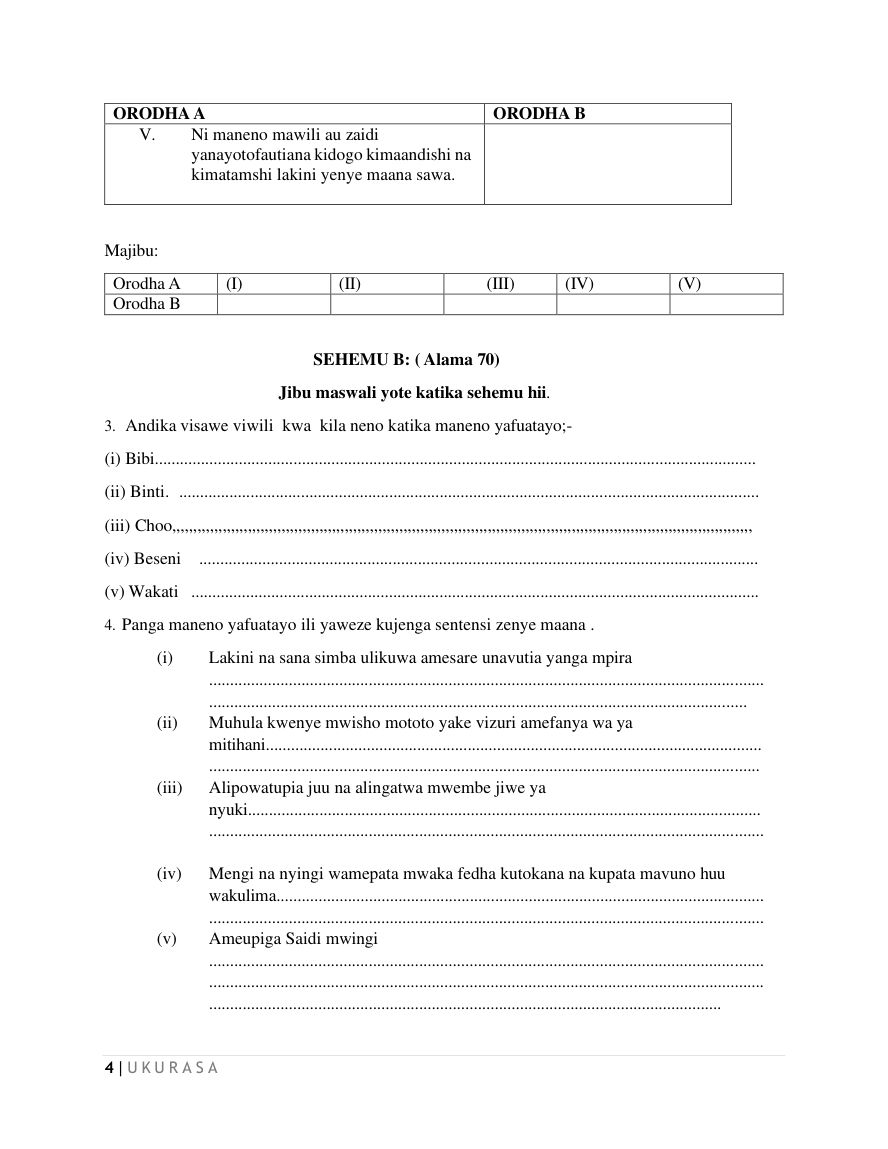 ORODHA A ORODHA B
V. Ni maneno mawili au zaidi
yanayotofautiana kidogo kimaandishi na
kimatamshi lakini yenye maana sawa.
Majibu:
Orodha A (I) (II) (III) (IV) (V)
Orodha B
SEHEMU B: ( Alama 70)
Jibu maswali yote katika sehemu hii.
3. Andika visawe viwili kwa kila neno katika maneno yafuatayo;-
(i) Bibi................................................................................................................................................
(ii) Binti. ...........................................................................................................................................
(iii) Choo,,,,,,,,,,,,,,,,,,,,,,,,,,,,,,,,,,,,,,,,,,,,,,,,,,,,,,,,,,,,,,,,,,,,,,,,,,,,,,,,,,,,,,,,,,,,,,,,,,,,,,,,,,,,,,,,,,,,,,,,,,,,,,,,,,,,,,,,,,,
(iv) Beseni ......................................................................................................................................
(v) Wakati ........................................................................................................................................
4. Panga maneno yafuatayo ili yaweze kujenga sentensi zenye maana .
(i) Lakini na sana simba ulikuwa amesare unavutia yanga mpira
.....................................................................................................................................
.................................................................................................................................
(ii) Muhula kwenye mwisho mototo yake vizuri amefanya wa ya
mitihani.......................................................................................................................
....................................................................................................................................
(iii) Alipowatupia juu na alingatwa mwembe jiwe ya
nyuki...........................................................................................................................
.....................................................................................................................................
(iv) Mengi na nyingi wamepata mwaka fedha kutokana na kupata mavuno huu
wakulima.....................................................................................................................
.....................................................................................................................................
(v) Ameupiga Saidi mwingi
.....................................................................................................................................
.....................................................................................................................................
...........................................................................................................................
4 | UKURASA